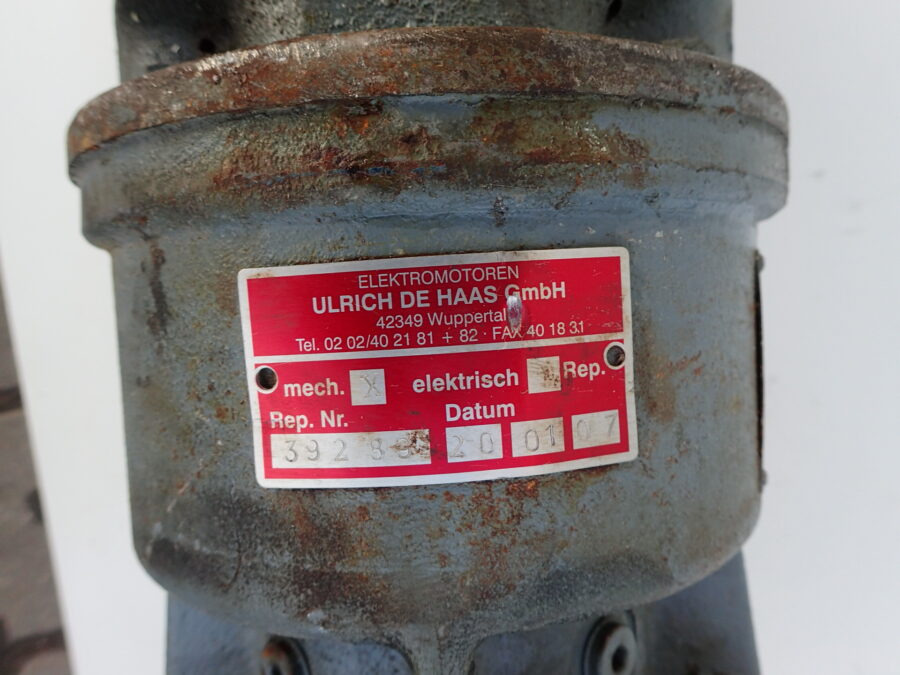 ELEKTROMOTOREN
ULRICH DE HAAS GmbH
42349 Wuppertal
Tel. 02 02/40 21 81 + 82 · FAX 40 18 31
mech. X elektrisch Rep.
Rep. Nr. Datum
20 01 07